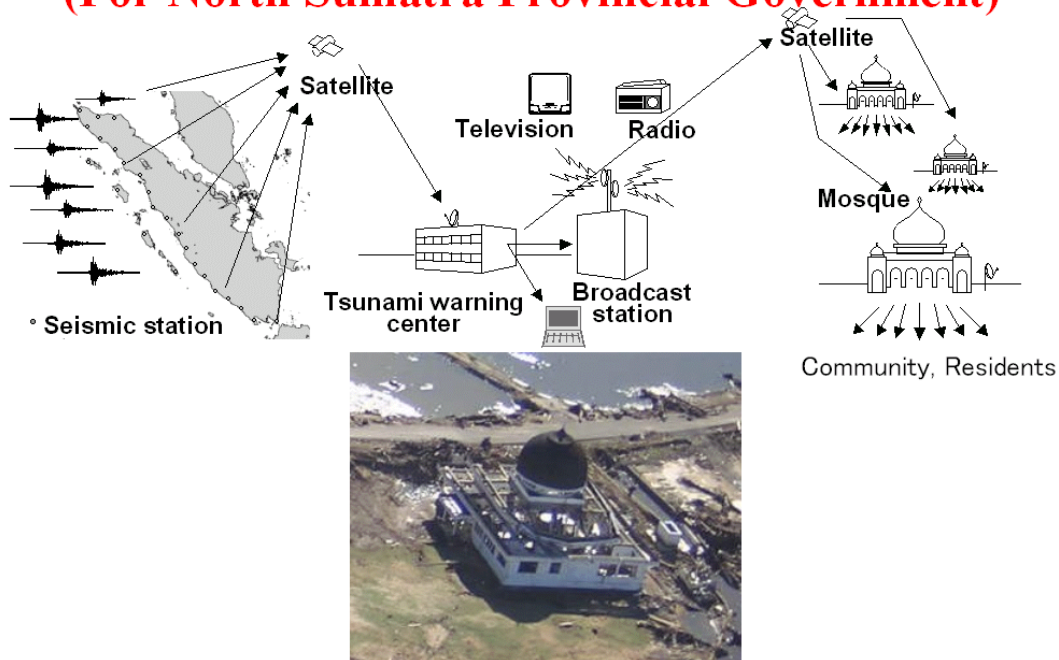 (For North Sumatra Provincial Government)
Satellite
Satellite
Television
Radio
Mosque
Tsunami warning
center
Broadcast
station
° Seismic station
Community, Residents